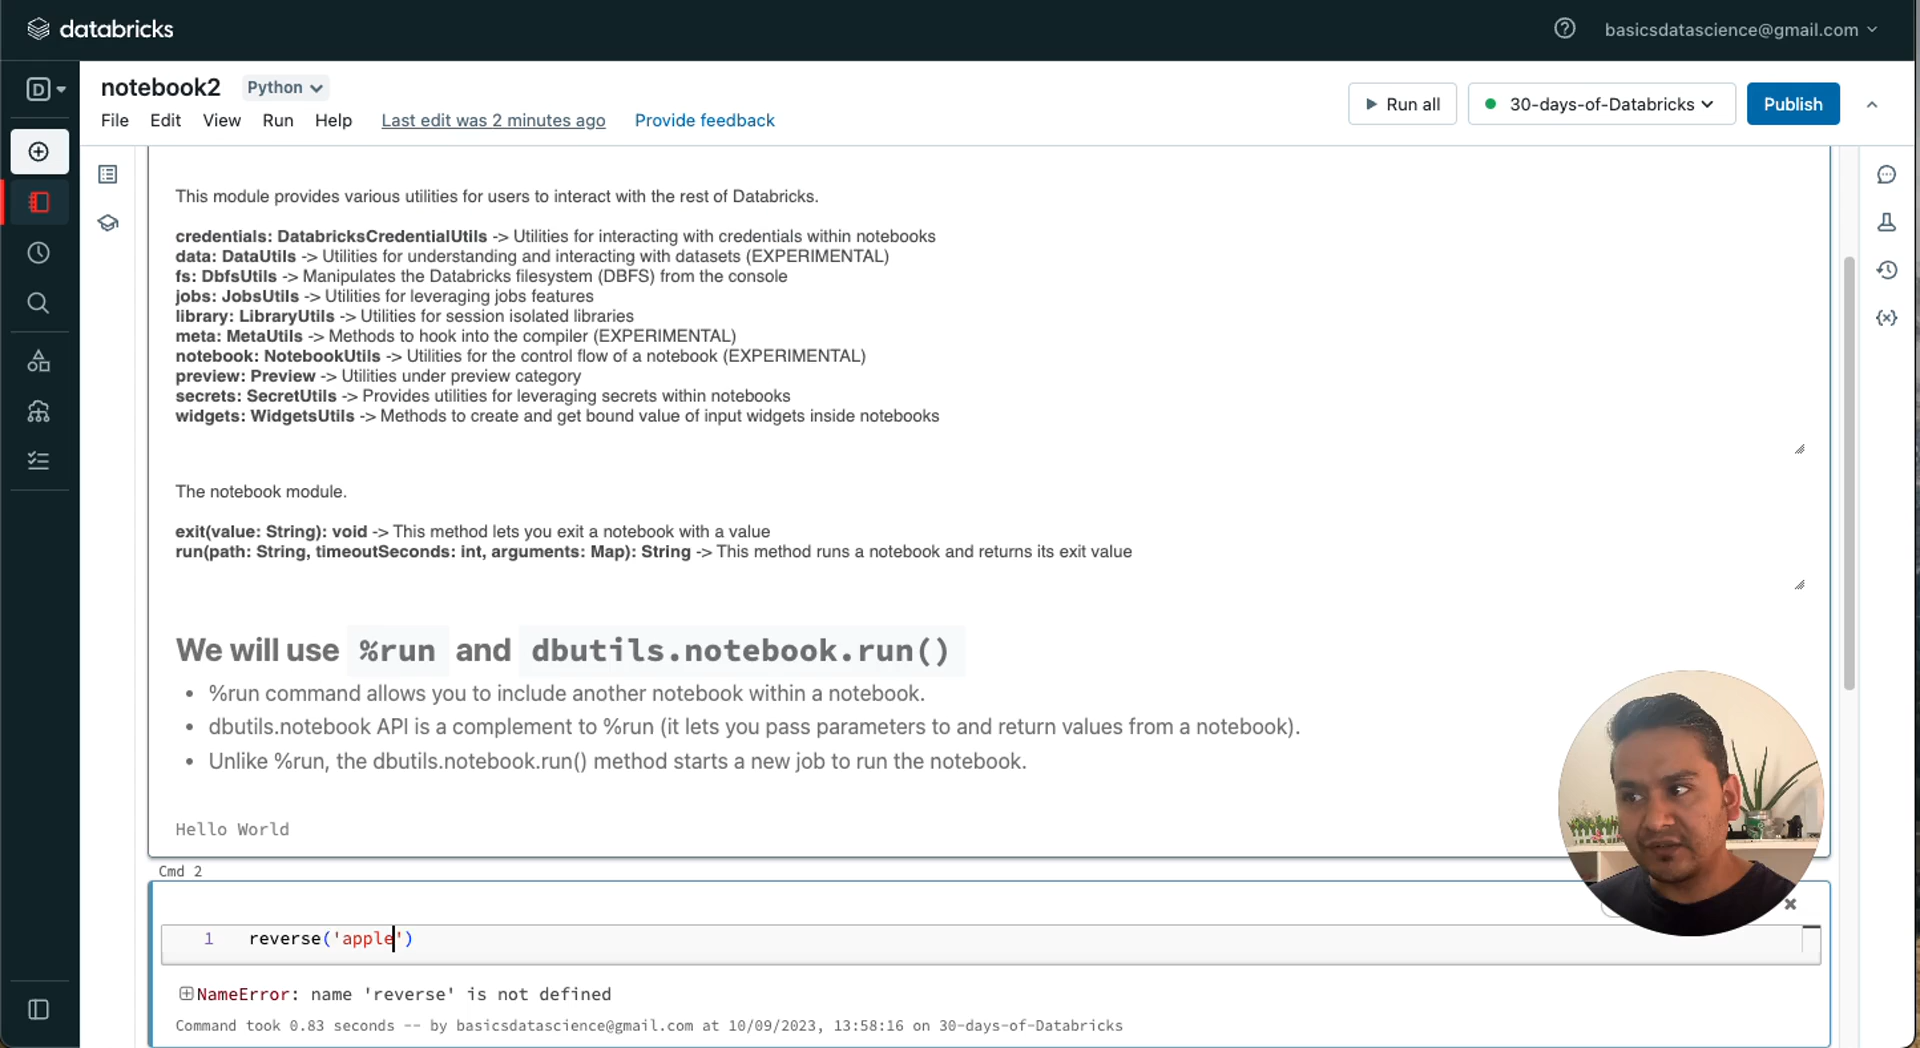 databricks
basicsdatascience@gmail.com
D
notebook2 Python
File Edit View Run Help Last edit was 2 minutes ago Provide feedback
Run all 30-days-of-Databricks Publish
This module provides various utilities for users to interact with the rest of Databricks.
credentials: DatabricksCredentialUtils -> Utilities for interacting with credentials within notebooks
data: DataUtils -> Utilities for understanding and interacting with datasets (EXPERIMENTAL)
fs: DbfsUtils -> Manipulates the Databricks filesystem (DBFS) from the console
jobs: JobsUtils -> Utilities for leveraging jobs features
library: LibraryUtils -> Utilities for session isolated libraries
meta: MetaUtils -> Methods to hook into the compiler (EXPERIMENTAL)
notebook: NotebookUtils -> Utilities for the control flow of a notebook (EXPERIMENTAL)
preview: Preview -> Utilities under preview category
secrets: SecretUtils -> Provides utilities for leveraging secrets within notebooks
widgets: WidgetsUtils -> Methods to create and get bound value of input widgets inside notebooks
The notebook module.
exit(value: String): void -> This method lets you exit a notebook with a value
run(path: String, timeoutSeconds: int, arguments: Map): String -> This method runs a notebook and returns its exit value
We will use %run and dbutils.notebook.run()
• %run command allows you to include another notebook within a notebook.
• dbutils.notebook API is a complement to %run (it lets you pass parameters to and return values from a notebook).
• Unlike %run, the dbutils.notebook.run() method starts a new job to run the notebook.
Hello World
Cmd 2
1 reverse('apple')
NameError: name 'reverse' is not defined
Command took 0.83 seconds -- by basicsdatascience@gmail.com at 10/09/2023, 13:58:16 on 30-days-of-Databricks